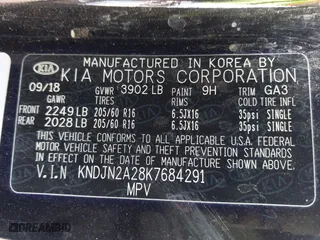 MANUFACTURED IN KOREA BY
KIA KIA MOTORS CORPORATION
09/18 GVWR 3902 LB PAINT 9H TRIM GA3
GAWR TIRES RIMS COLD TIRE INFL
FRONT 2249 LB 205/60 R16 6.5JX16 35psi SINGLE
REAR 2028 LB 205/60 R16 6.5JX16 35psi SINGLE
THIS VEHICLE CONFORMS TO ALL APPLICABLE U.S.A. FEDERAL
MOTOR VEHICLE SAFETY, BUMPER, AND THEFT PREVENTION
STANDARDS IN EFFECT ON THE DATE OF MANUFACTURE
SHOWN ABOVE.
V.I.N KNDJN2A28K7684291
MPV
DREAMBID